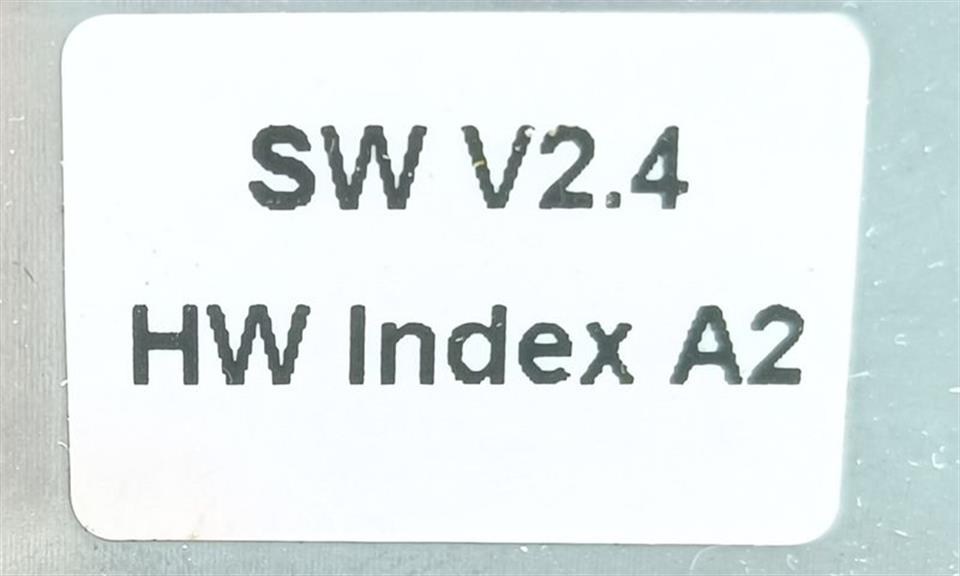 SW V2.4
HW Index A2